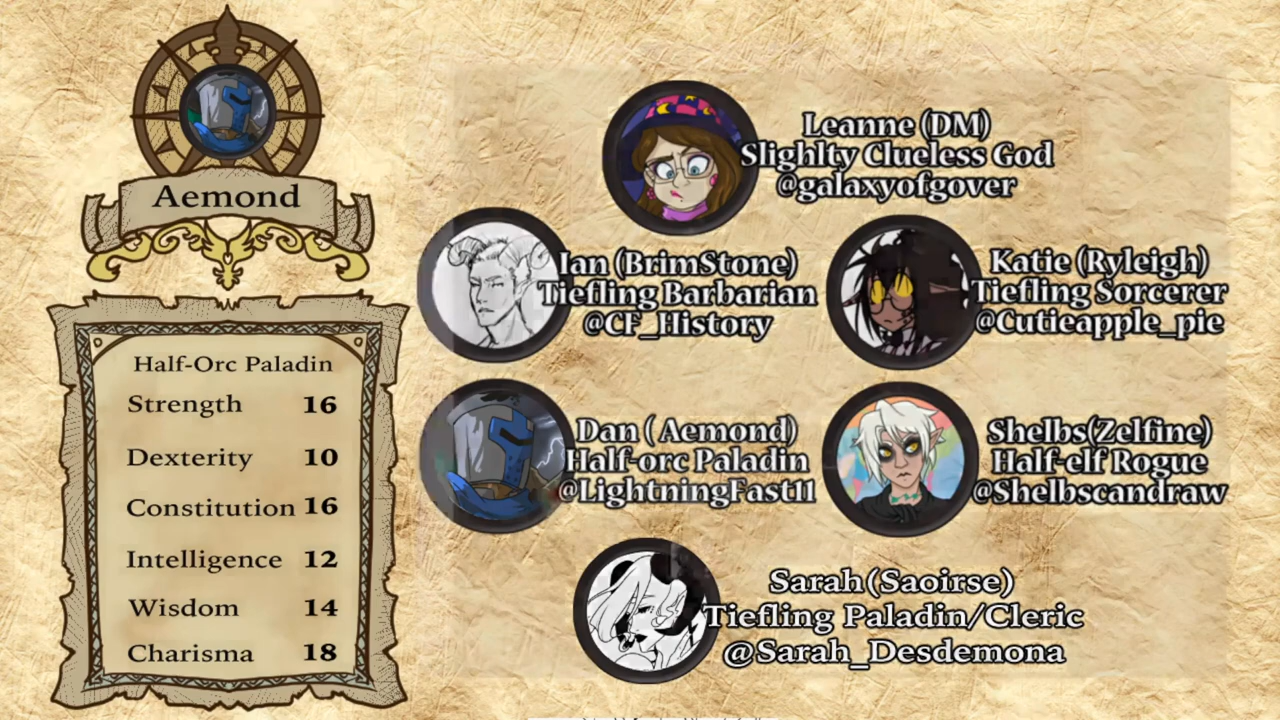 Aemond
Half-Orc Paladin
Strength 16
Dexterity 10
Constitution 16
Intelligence 12
Wisdom 14
Charisma 18
Leanne (DM)
Slighlty Clueless God
@galaxyofgover
Ian (BrimStone)
Tiefling Barbarian
@CF_History
Katie (Ryleigh)
Tiefling Sorcerer
@Cutieapple_pie
Dan ( Aemond)
Half-orc Paladin
@LightningFast11
Shelbs(Zelfine)
Half-elf Rogue
@Shelbscandraw
Sarah(Saoirse)
Tiefling Paladin/Cleric
@Sarah_Desdemona